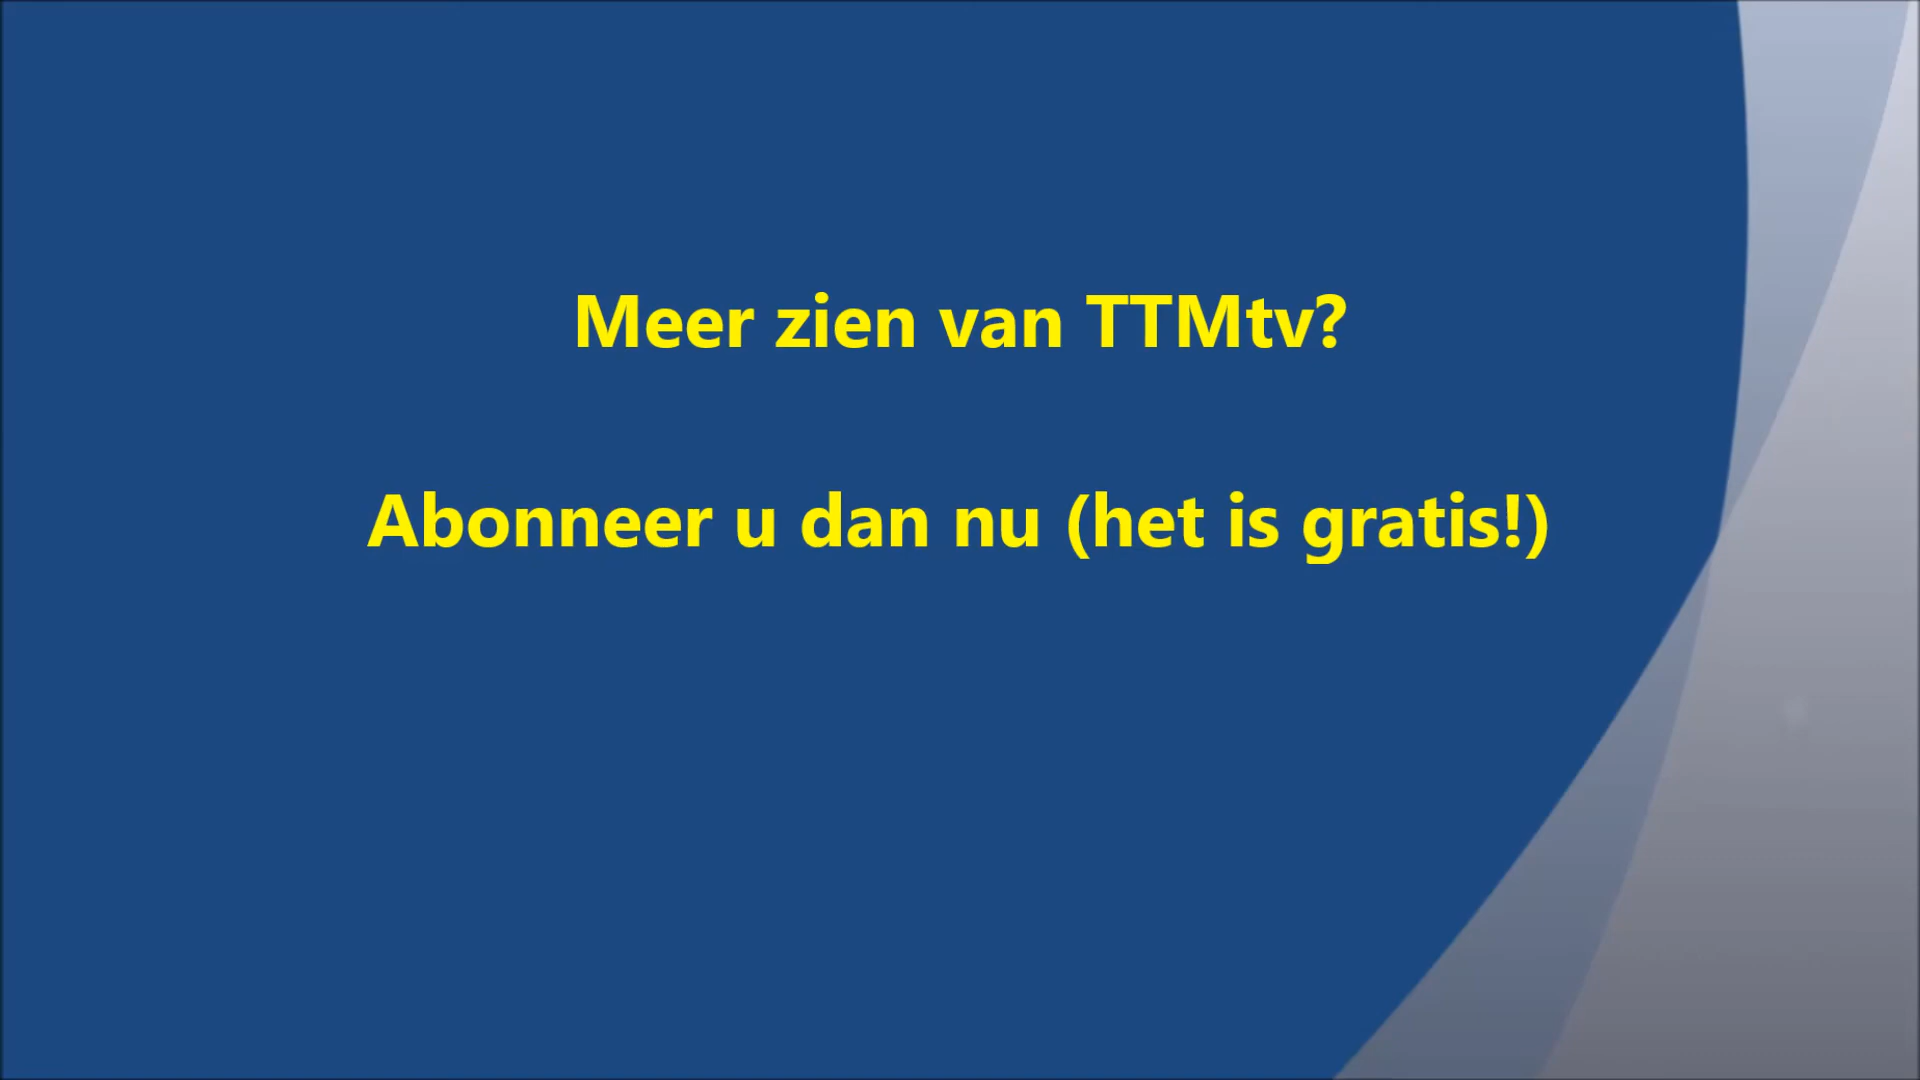 Meer zien van TTMtv?
Abonneer u dan nu (het is gratis!)